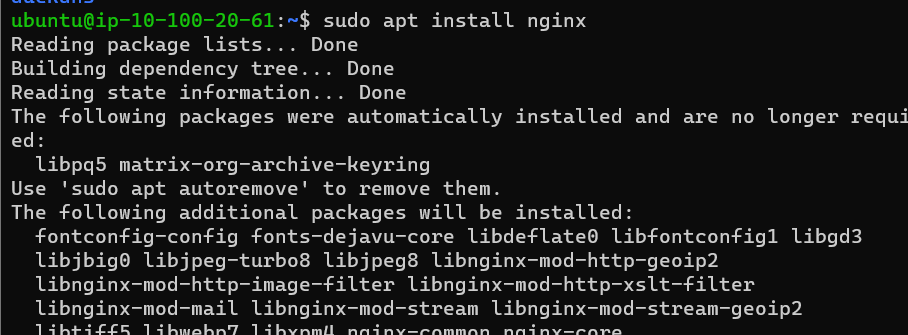 ubuntu@ip-10-100-20-61:~$ sudo apt install nginx
Reading package lists... Done
Building dependency tree... Done
Reading state information... Done
The following packages were automatically installed and are no longer requi
ed:
libpq5 matrix-org-archive-keyring
Use 'sudo apt autoremove' to remove them.
The following additional packages will be installed:
fontconfig-config fonts-dejavu-core libdeflate0 libfontconfig1 libgd3
libjbig0 libjpeg-turbo8 libjpeg8 libnginx-mod-http-geoip2
libnginx-mod-http-image-filter libnginx-mod-http-xslt-filter
libnginx-mod-mail libnginx-mod-stream libnginx-mod-stream-geoip2
libtiff5 libwebp7 libxpm4 nginx-common nginx-core